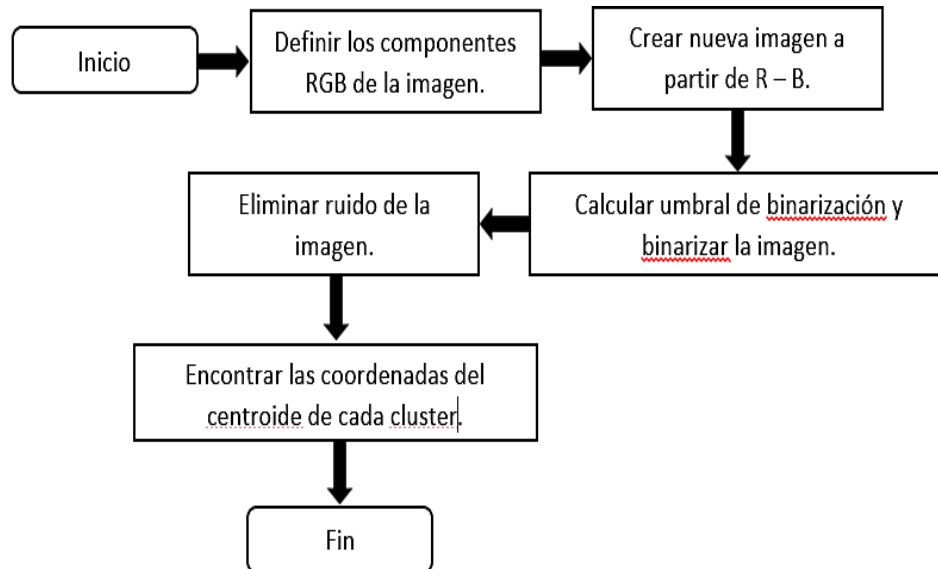 Inicio
Definir los componentes
RGB de la imagen.
Crear nueva imagen a
partir de R – B.
Calcular umbral de binarización y
binarizar la imagen.
Eliminar ruido de la
imagen.
Encontrar las coordenadas del
centroide de cada cluster.
Fin